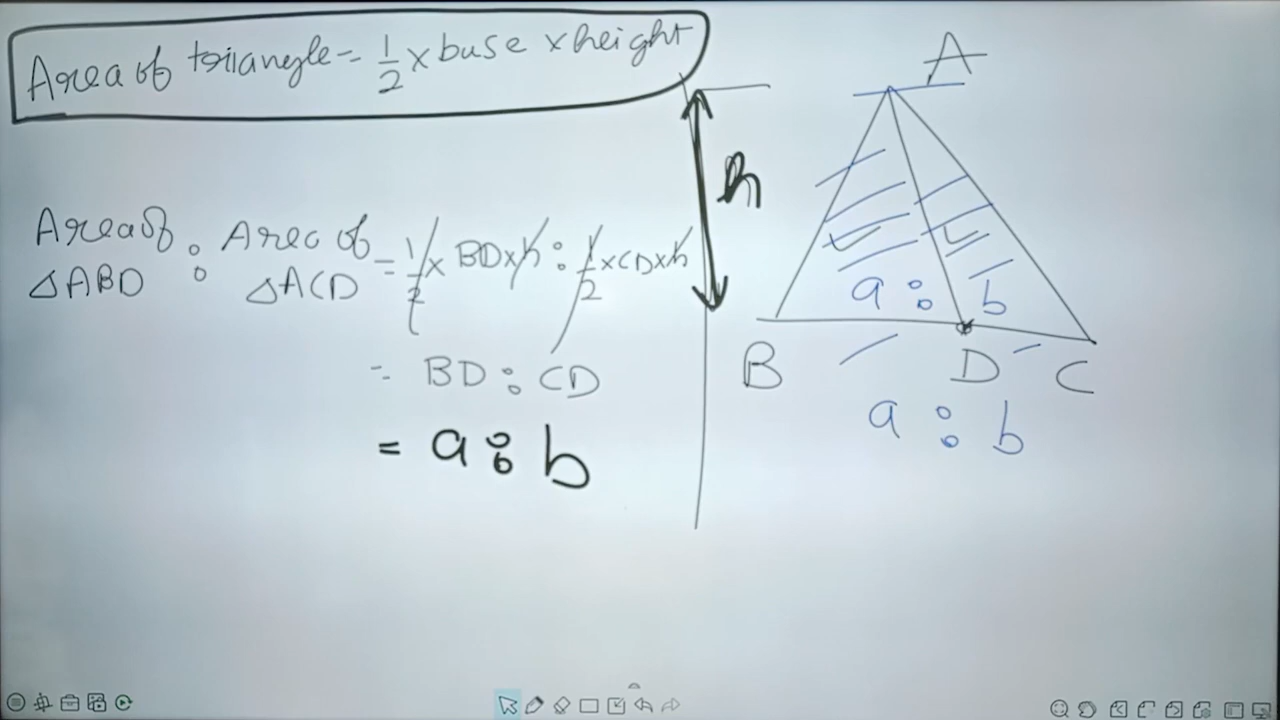 Area of triangle = 1/2 × base × height
A
h
Area of ΔABD : Area of ΔACD = 1/2 × BD × h : 1/2 × CD × h
a : b
= BD : CD
B D C
= a : b
a : b